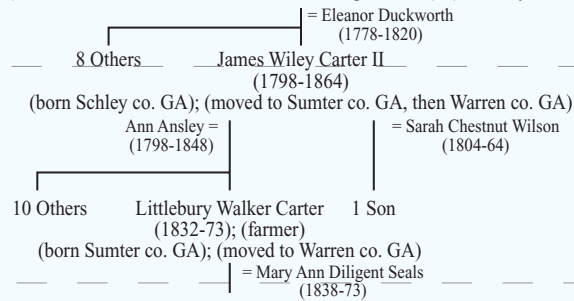 = Eleanor Duckworth
(1778-1820)
8 Others James Wiley Carter II
(1798-1864)
(born Schley co. GA); (moved to Sumter co. GA, then Warren co. GA)
Ann Ansley = = Sarah Chestnut Wilson
(1798-1848) (1804-64)
10 Others Littlebury Walker Carter 1 Son
(1832-73); (farmer)
(born Sumter co. GA); (moved to Warren co. GA)
= Mary Ann Diligent Seals
(1838-73)